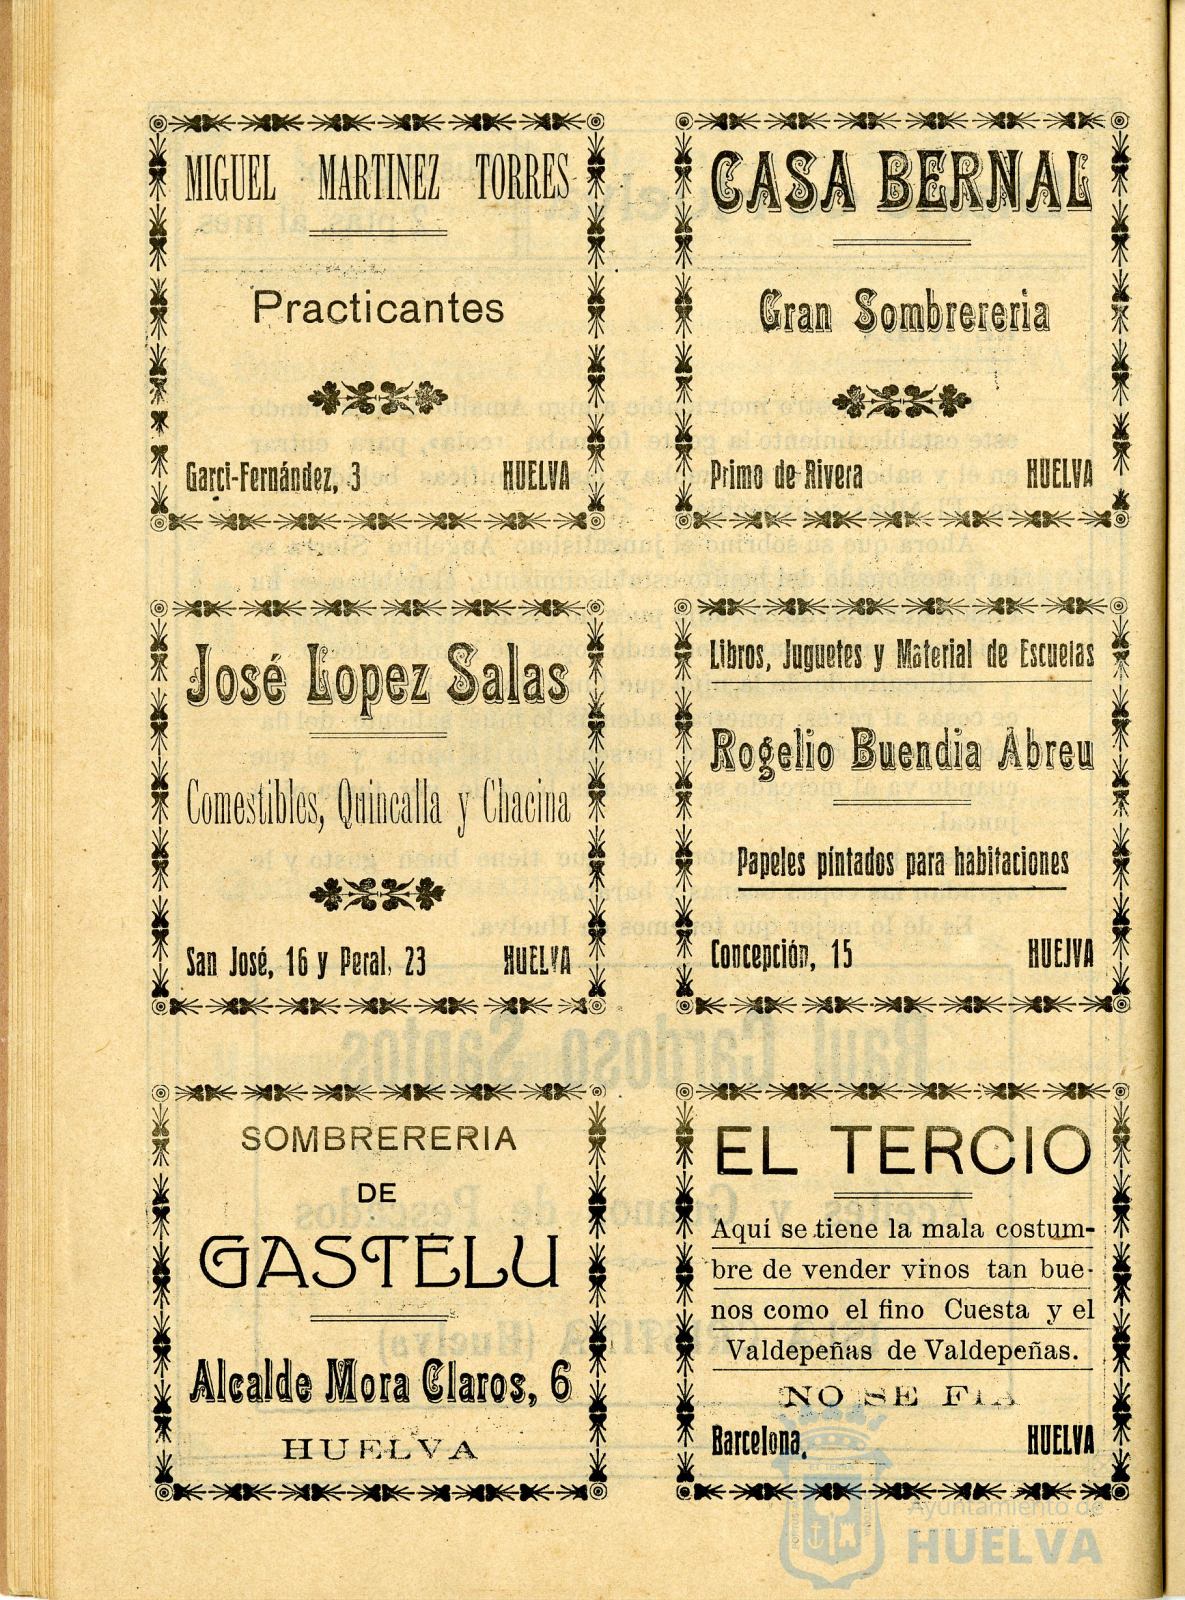 MIGUEL MARTINEZ TORRES
Practicantes
Garci-Fernández, 3 HUELVA
CASA BERNAL
Gran Sombrereria
Primo de Rivera HUELVA
José Lopez Salas
Comestibles, Quincalla y Chacina
San José, 16 y Peral, 23 HUELVA
Libros, Juguetes y Material de Escuelas
Rogelio Buendia Abreu
Papeles pintados para habitaciones
Concepción, 15 HUEJVA
SOMBRERERIA
DE
GASTELU
Alcalde Mora Claros, 6
HUELVA
EL TERCIO
Aquí se tiene la mala costum-
bre de vender vinos tan bue-
nos como el fino Cuesta y el
Valdepeñas de Valdepeñas.
NO SE FIA
Barcelona, HUELVA
Ayuntamiento de
HUELVA